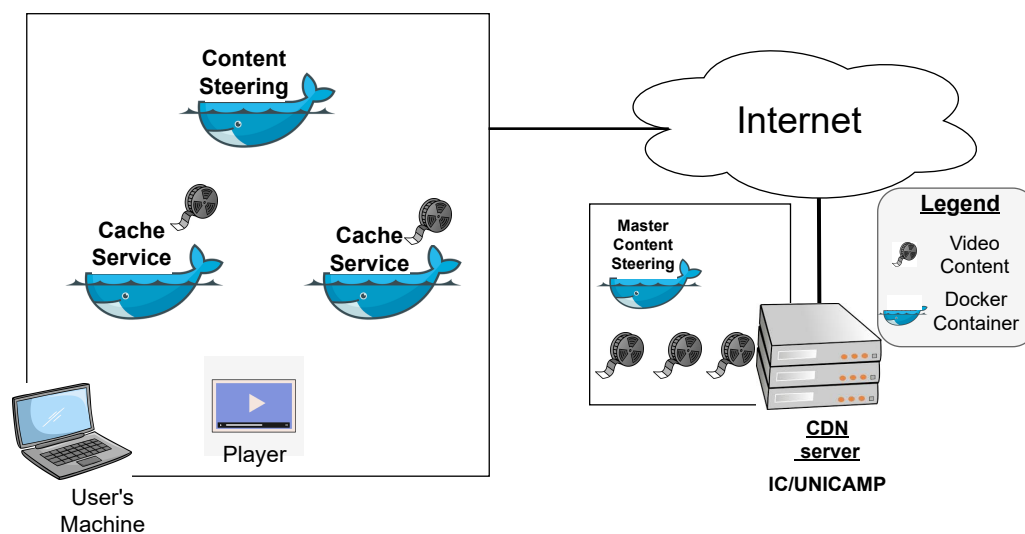 Content
Steering
Cache
Service
Cache
Service
Player
User's
Machine
Internet
Master
Content
Steering
CDN
server
IC/UNICAMP
Legend
Video
Content
Docker
Container